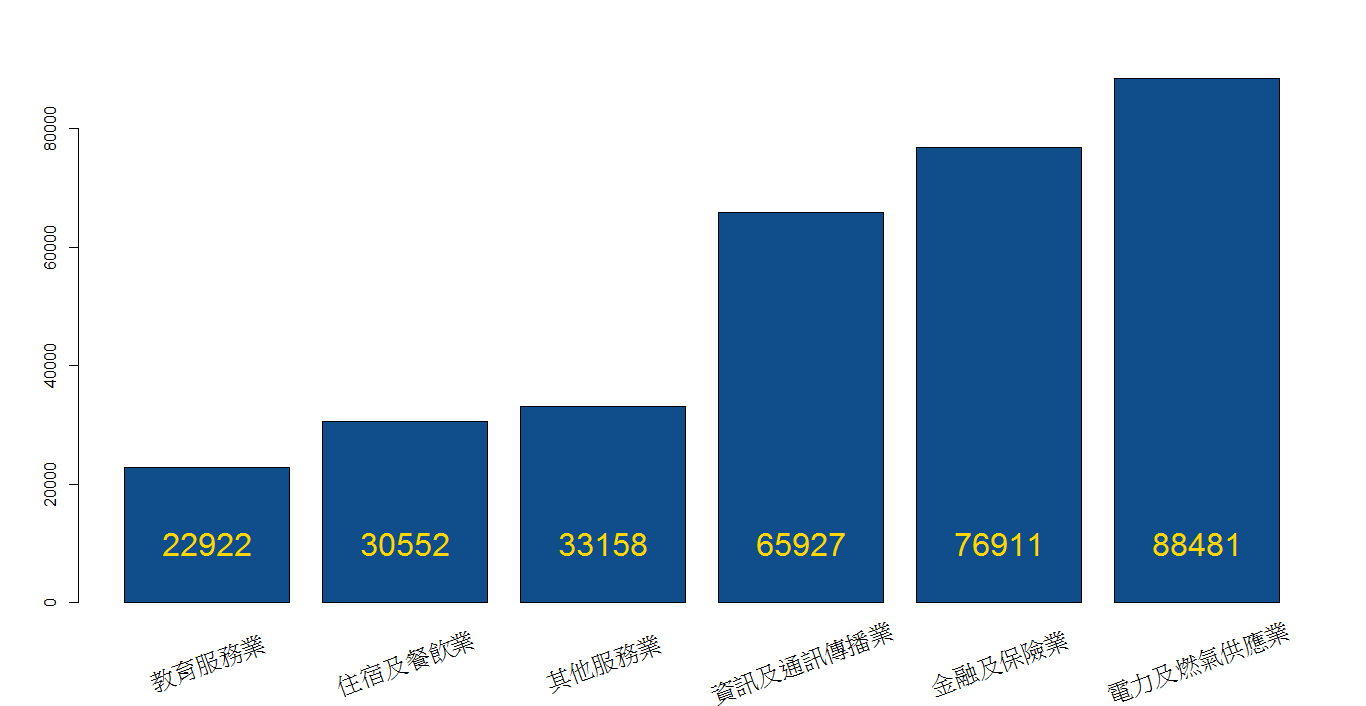 80000
60000
40000
20000
0
22922
30552
33158
65927
76911
88481
教育服務業
住宿及餐飲業
其他服務業
資訊及通訊傳播業
金融及保險業
電力及燃氣供應業